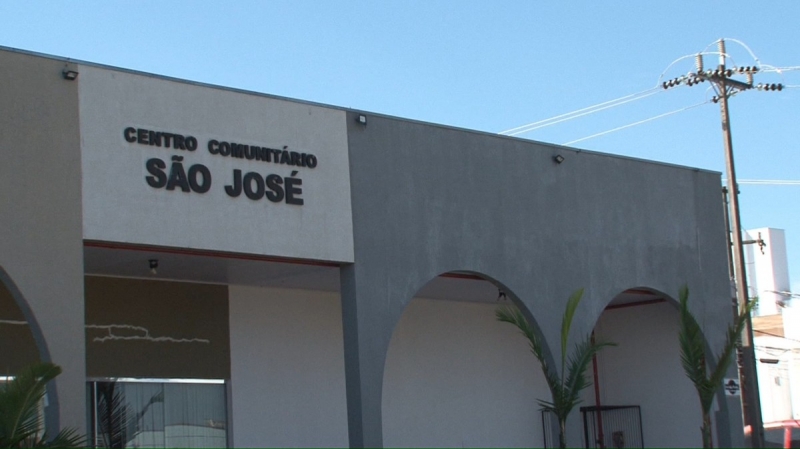 CENTRO COMUNITÁRIO
SÃO JOSÉ